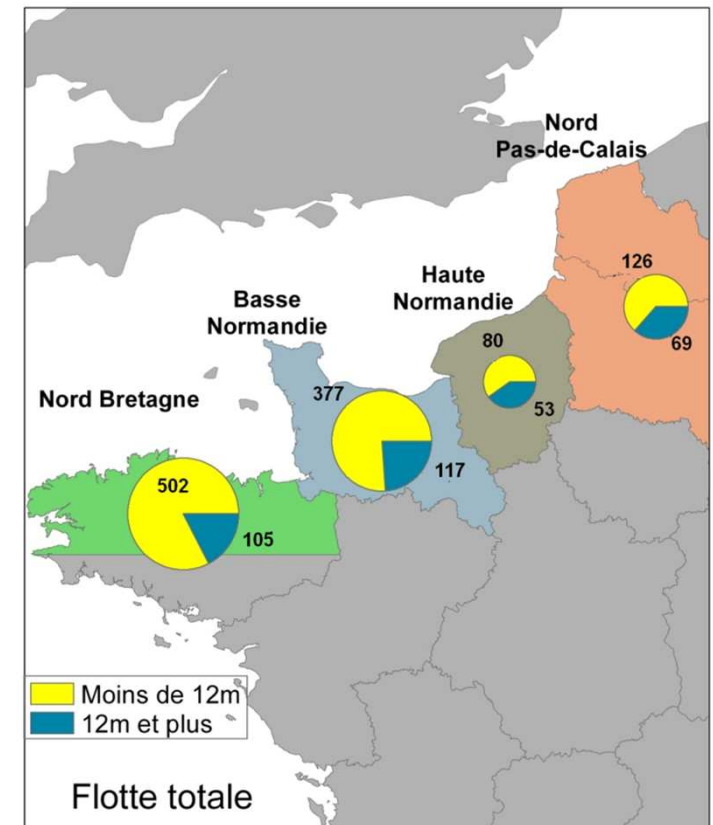 Nord
Pas-de-Calais
126
69
Haute
Normandie
80
53
Basse
Normandie
377
117
Nord Bretagne
502
105
Moins de 12m
12m et plus
Flotte totale